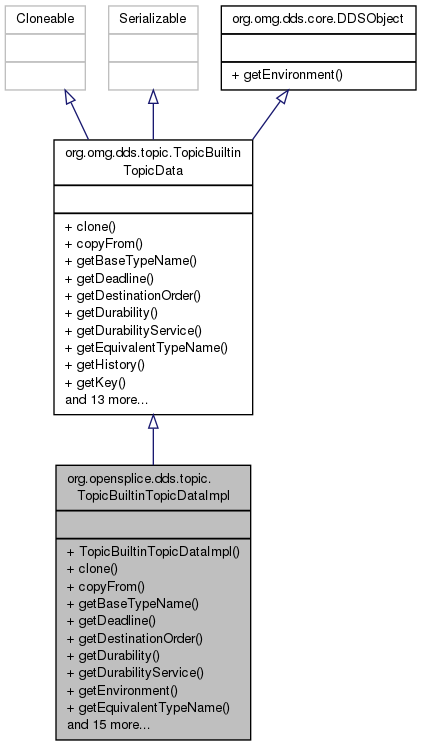 Cloneable
Serializable
org.omg.dds.core.DDSObject
+ getEnvironment()
org.omg.dds.topic.TopicBuiltin
TopicData
+ clone()
+ copyFrom()
+ getBaseTypeName()
+ getDeadline()
+ getDestinationOrder()
+ getDurability()
+ getDurabilityService()
+ getEquivalentTypeName()
+ getHistory()
+ getKey()
and 13 more...
org.opensplice.dds.topic.
TopicBuiltinTopicDataImpl
+ TopicBuiltinTopicDataImpl()
+ clone()
+ copyFrom()
+ getBaseTypeName()
+ getDeadline()
+ getDestinationOrder()
+ getDurability()
+ getDurabilityService()
+ getEnvironment()
+ getEquivalentTypeName()
and 15 more...